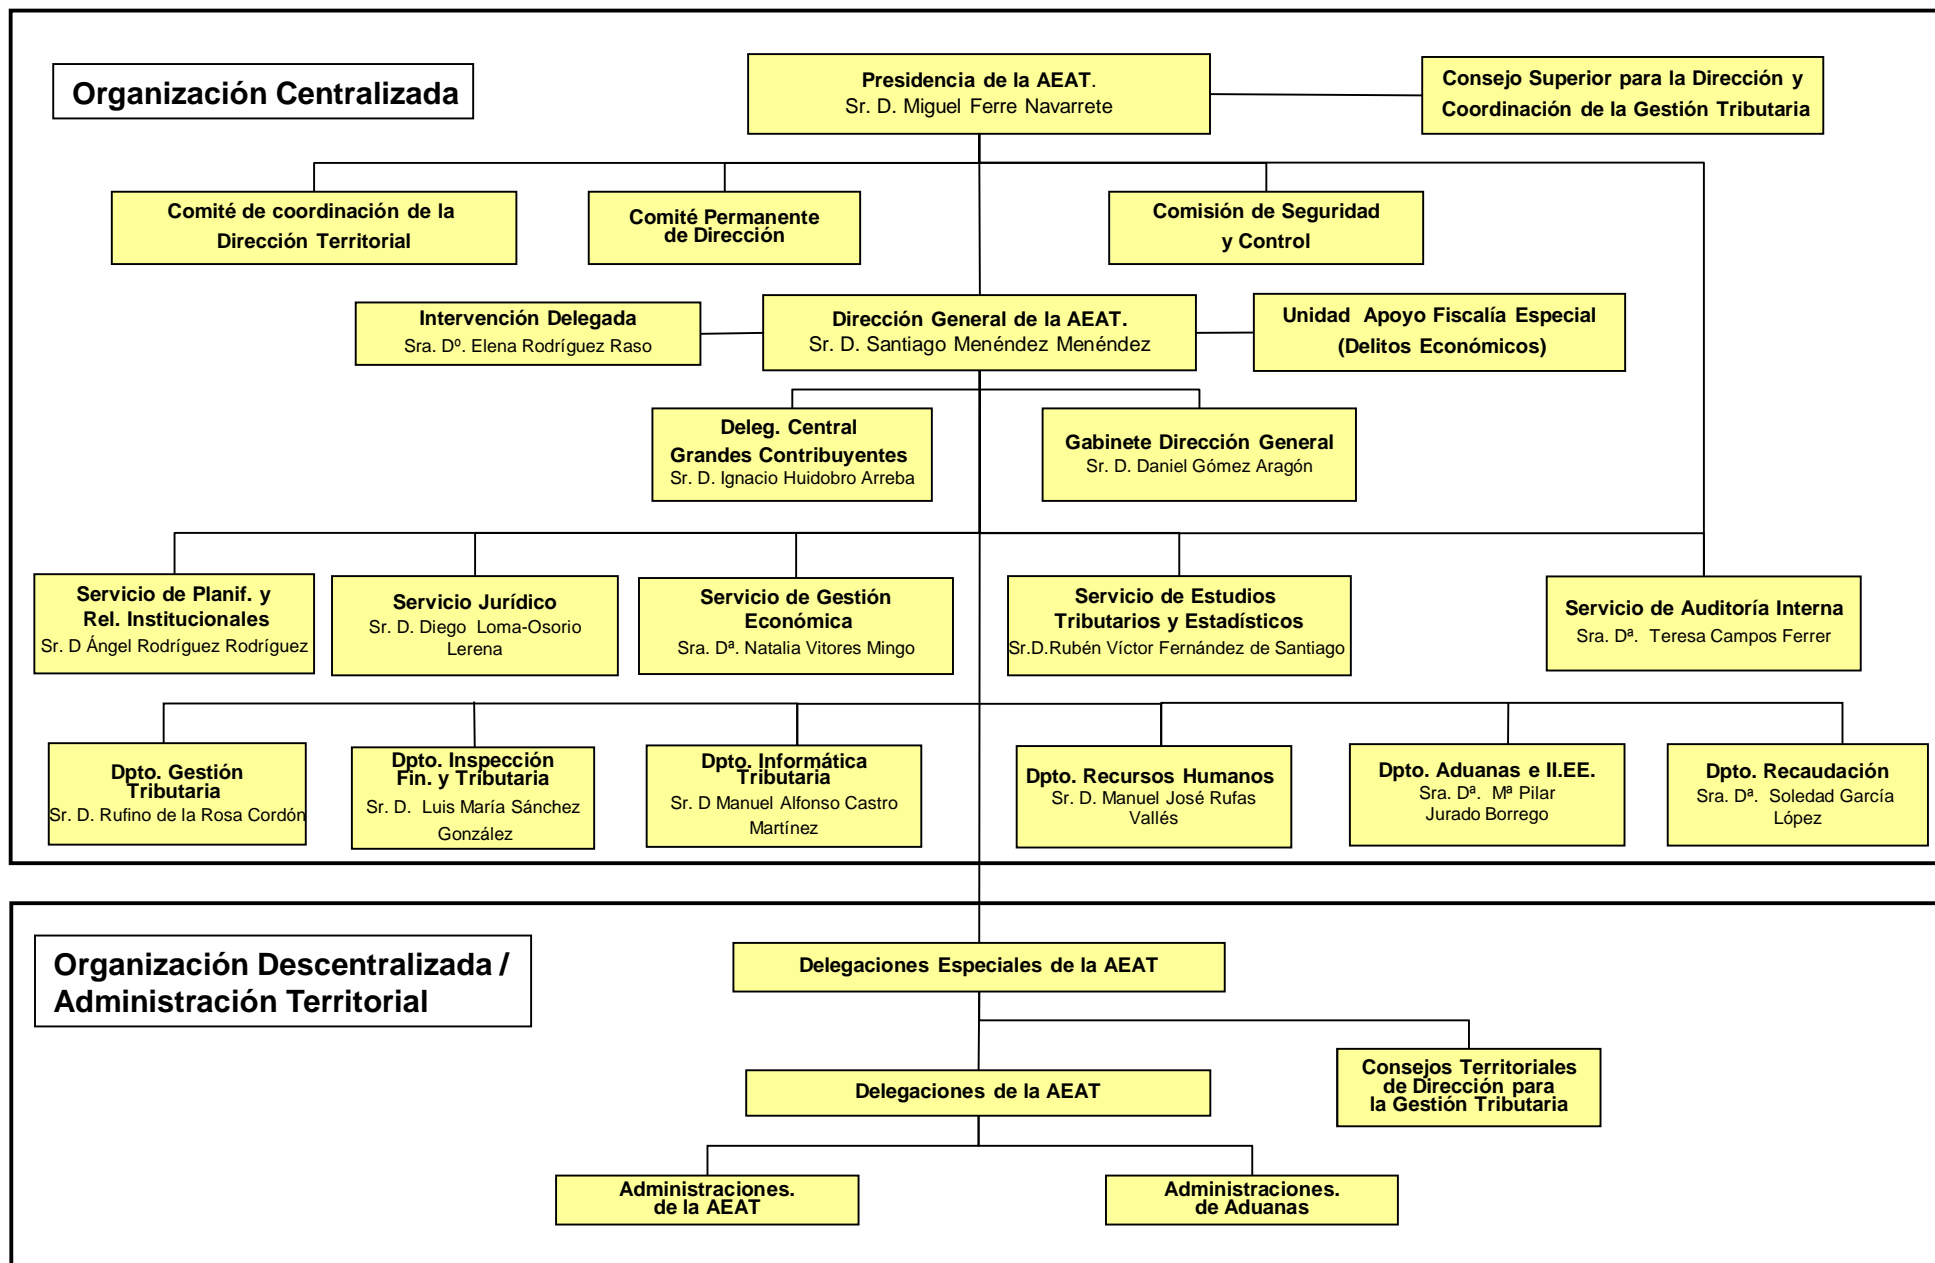 Organización Centralizada
Presidencia de la AEAT.
Sr. D. Miguel Ferre Navarrete
Consejo Superior para la Dirección y
Coordinación de la Gestión Tributaria
Comité de coordinación de la
Dirección Territorial
Comité Permanente
de Dirección
Comisión de Seguridad
y Control
Intervención Delegada
Sra. Dº. Elena Rodríguez Raso
Dirección General de la AEAT.
Sr. D. Santiago Menéndez Menéndez
Unidad Apoyo Fiscalía Especial
(Delitos Económicos)
Deleg. Central
Grandes Contribuyentes
Sr. D. Ignacio Huidobro Arreba
Gabinete Dirección General
Sr. D. Daniel Gómez Aragón
Servicio de Planif. y
Rel. Institucionales
Sr. D Ángel Rodríguez Rodríguez
Servicio Jurídico
Sr. D. Diego Loma-Osorio
Lerena
Servicio de Gestión
Económica
Sra. Dª. Natalia Vitores Mingo
Servicio de Estudios
Tributarios y Estadísticos
Sr.D.Rubén Víctor Fernández de Santiago
Servicio de Auditoría Interna
Sra. Dª. Teresa Campos Ferrer
Dpto. Gestión
Tributaria
Sr. D. Rufino de la Rosa Cordón
Dpto. Inspección
Fin. y Tributaria
Sr. D. Luis María Sánchez
González
Dpto. Informática
Tributaria
Sr. D Manuel Alfonso Castro
Martínez
Dpto. Recursos Humanos
Sr. D. Manuel José Rufas
Vallés
Dpto. Aduanas e II.EE.
Sra. Dª. Mª Pilar
Jurado Borrego
Dpto. Recaudación
Sra. Dª. Soledad García
López
Organización Descentralizada /
Administración Territorial
Delegaciones Especiales de la AEAT
Consejos Territoriales
de Dirección para
la Gestión Tributaria
Delegaciones de la AEAT
Administraciones.
de la AEAT
Administraciones.
de Aduanas